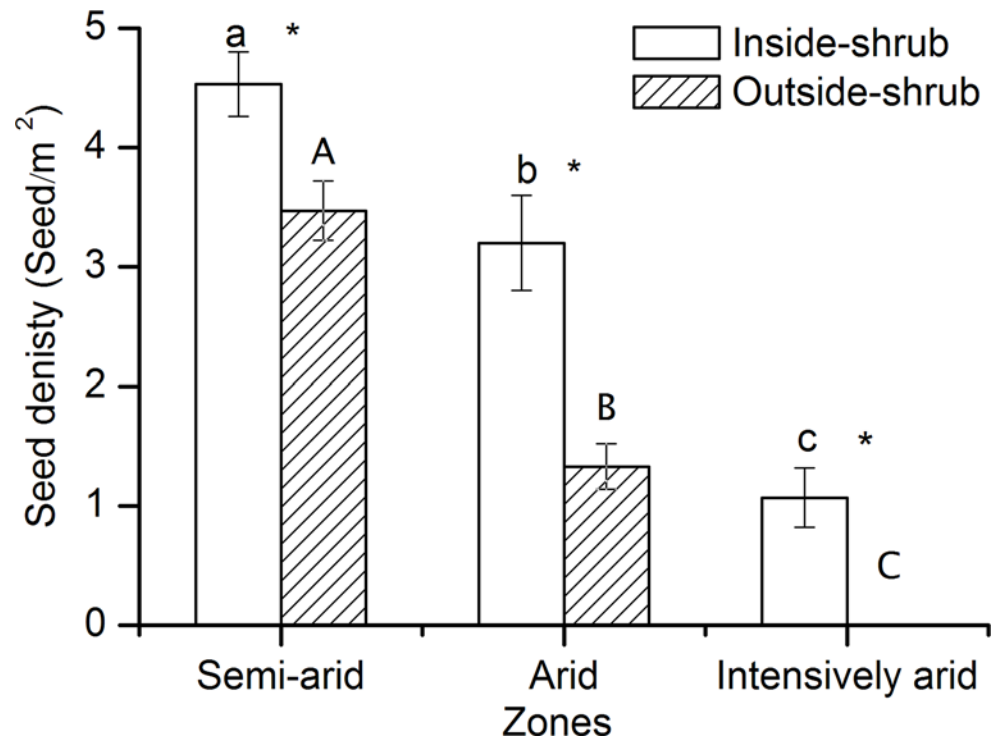 Seed denisty (Seed/m²)
5
4
3
2
1
0
Inside-shrub
Outside-shrub
a *
A
b *
B
c *
C
Semi-arid Arid Intensively arid
Zones